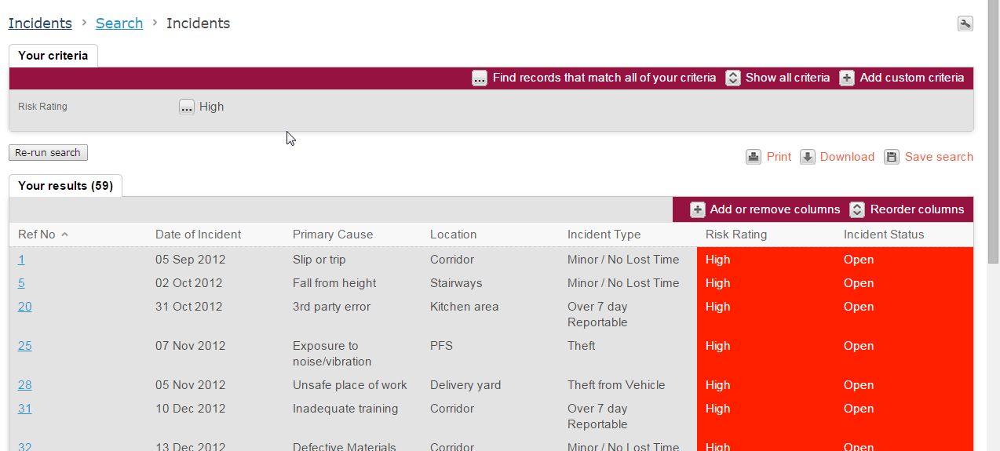 Incidents > Search > Incidents
Your criteria
... Find records that match all of your criteria Show all criteria + Add custom criteria
Risk Rating ... High
Re-run search
Print Download Save search
Your results (59)
+ Add or remove columns Reorder columns
Ref No Date of Incident Primary Cause Location Incident Type Risk Rating Incident Status
1 05 Sep 2012 Slip or trip Corridor Minor / No Lost Time High Open
5 02 Oct 2012 Fall from height Stairways Minor / No Lost Time High Open
20 31 Oct 2012 3rd party error Kitchen area Over 7 day High Open
Reportable
25 07 Nov 2012 Exposure to PFS Theft High Open
noise/vibration
28 05 Nov 2012 Unsafe place of work Delivery yard Theft from Vehicle High Open
31 10 Dec 2012 Inadequate training Corridor Over 7 day High Open
Reportable
32 13 Dec 2012 Defective Materials Corridor Minor / No Lost Time High Open